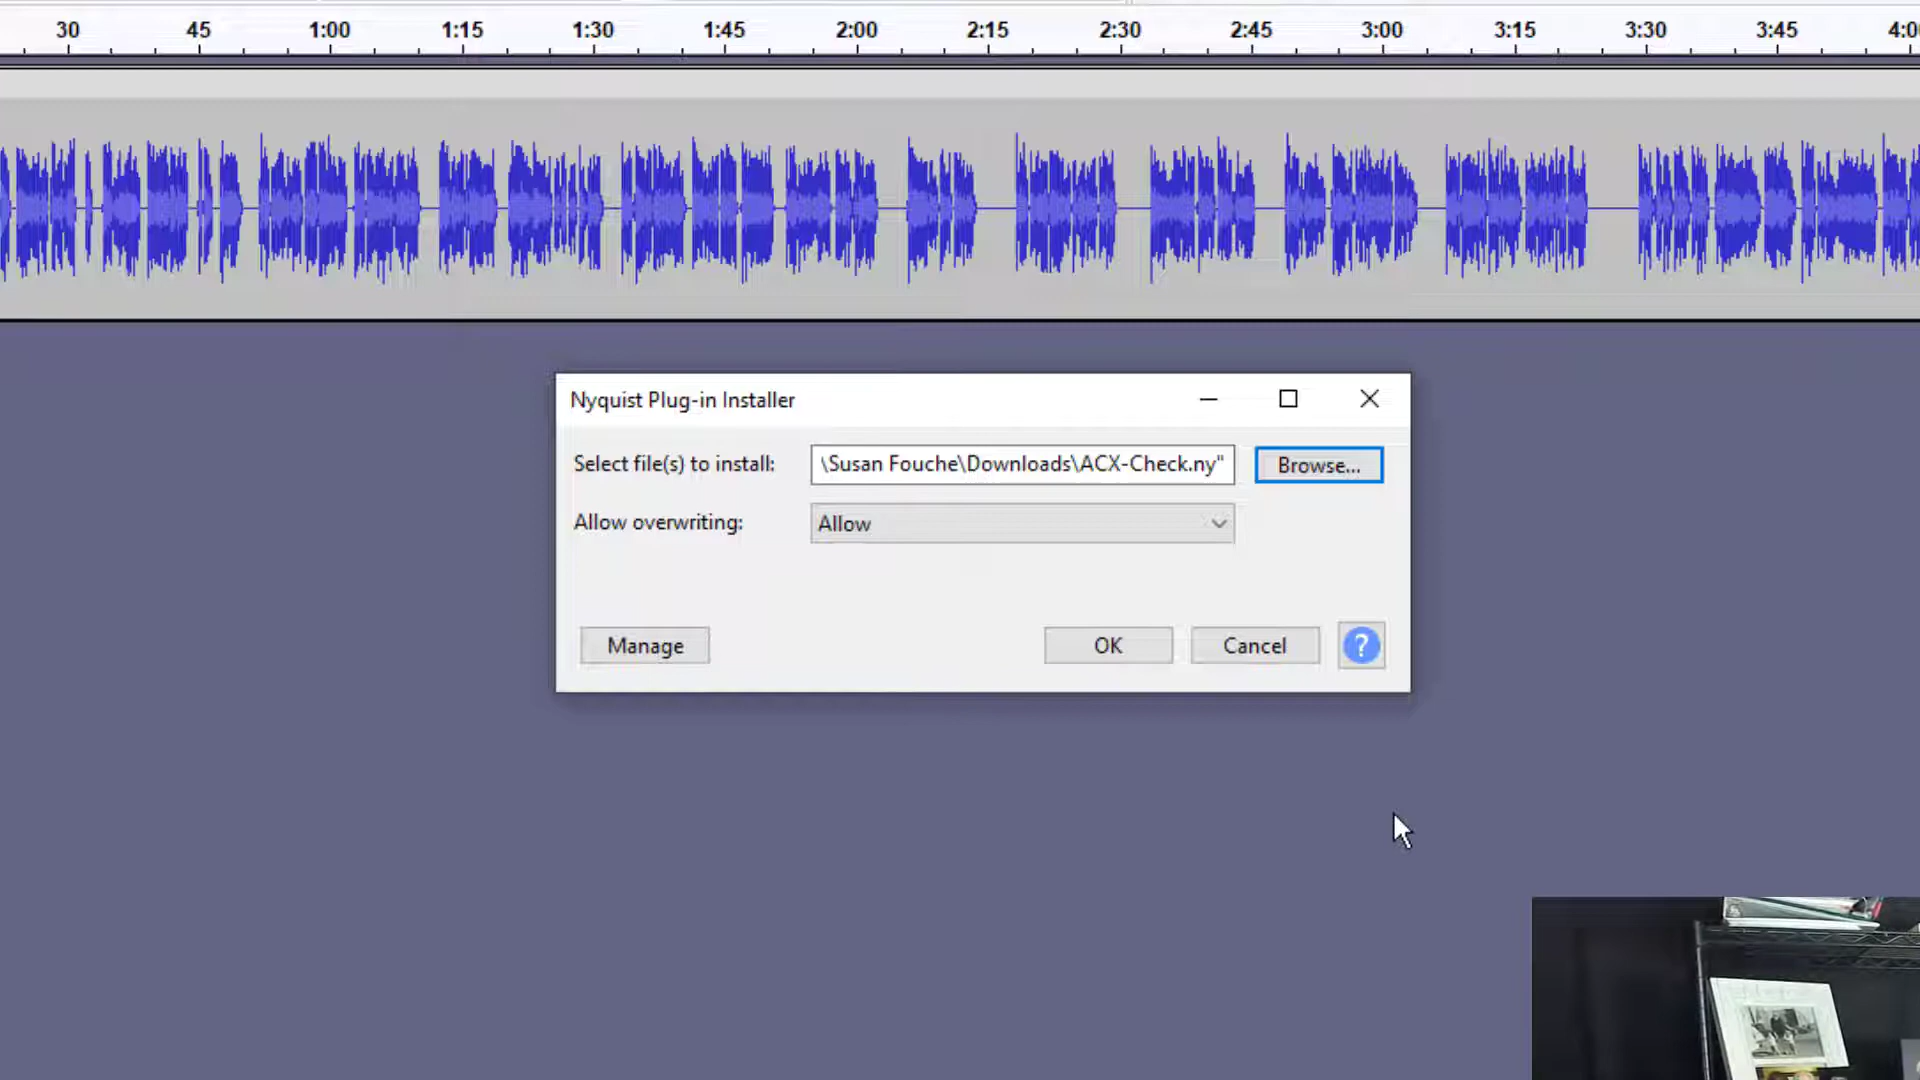 30 45 1:00 1:15 1:30 1:45 2:00 2:15 2:30 2:45 3:00 3:15 3:30 3:45
Nyquist Plug-in Installer
Select file(s) to install: \Susan Fouche\Downloads\ACX-Check.ny" Browse...
Allow overwriting: Allow
Manage OK Cancel ?